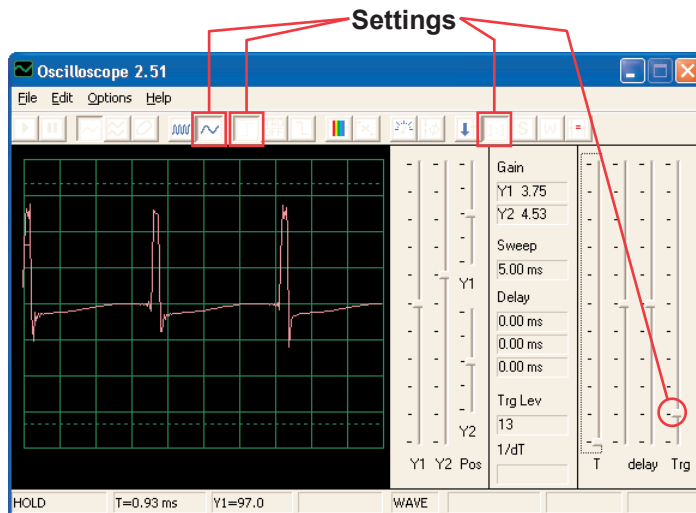 Settings
Oscilloscope 2.51
File Edit Options Help
Gain
Y1 3.75
Y2 4.53
Sweep
5.00 ms
Y1
Delay
0.00 ms
0.00 ms
0.00 ms
Trg Lev
13
Y2
1/dT
Y1 Y2 Pos
T delay Trg
HOLD T=0.93 ms Y1=97.0 WAVE